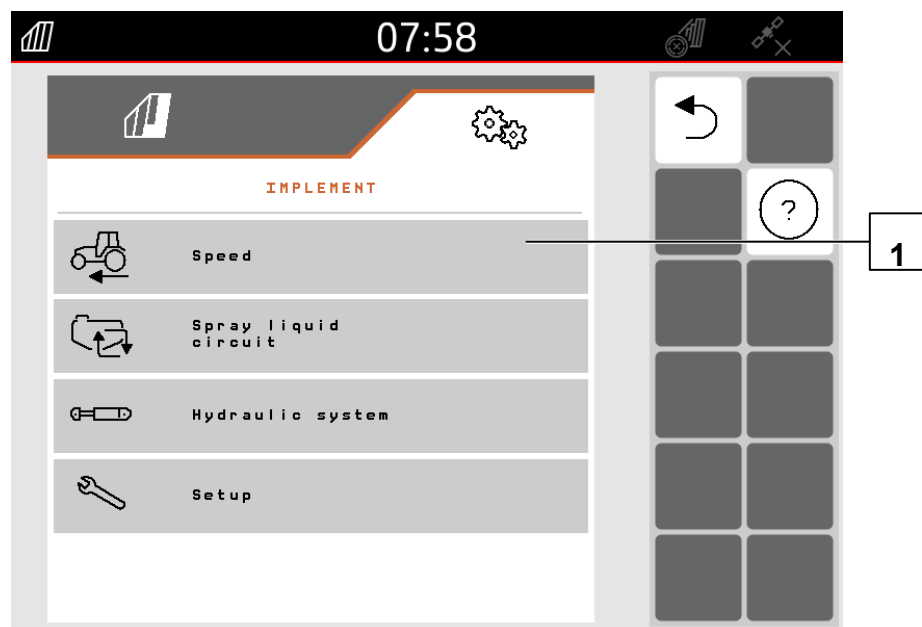 07:58
IMPLEMENT
Speed
?
1
Spray liquid
circuit
Hydraulic system
Setup